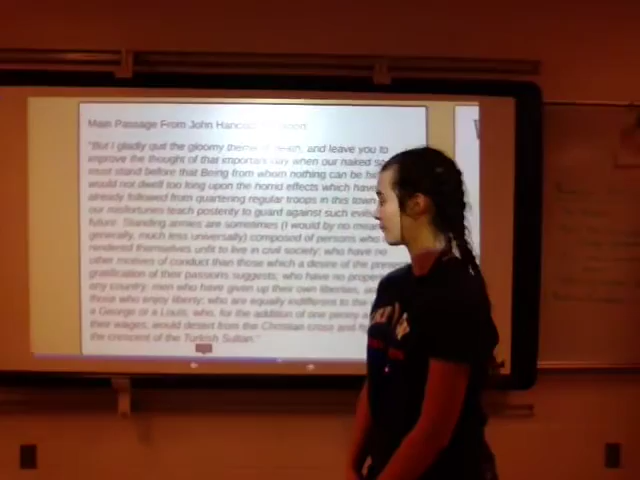 Main Passage From John Hancock
"But I gladly quit the gloomy theme of death, and leave you to
improve the thought of that important day when our naked
must stand before that Being from whom nothing can be
would not dwell too long upon the horrid effects which have
already followed from quartering regular troops in this town
our misfortunes teach posterity to guard against such
future. Standing armies are sometimes (I would by no
generally, much less universally) composed of persons who
rendered themselves unfit to live in civil society; who have no
other motives of conduct than those which a desire of the
gratification of their passions suggests; who have no
any country; men who have given up their own liberties,
those who enjoy liberty; who are equally indifferent to the
a George or a Louis; who, for the addition of one penny a
their wages, would desert from the Christian cross and
the crescent of the Turkish Sultan."